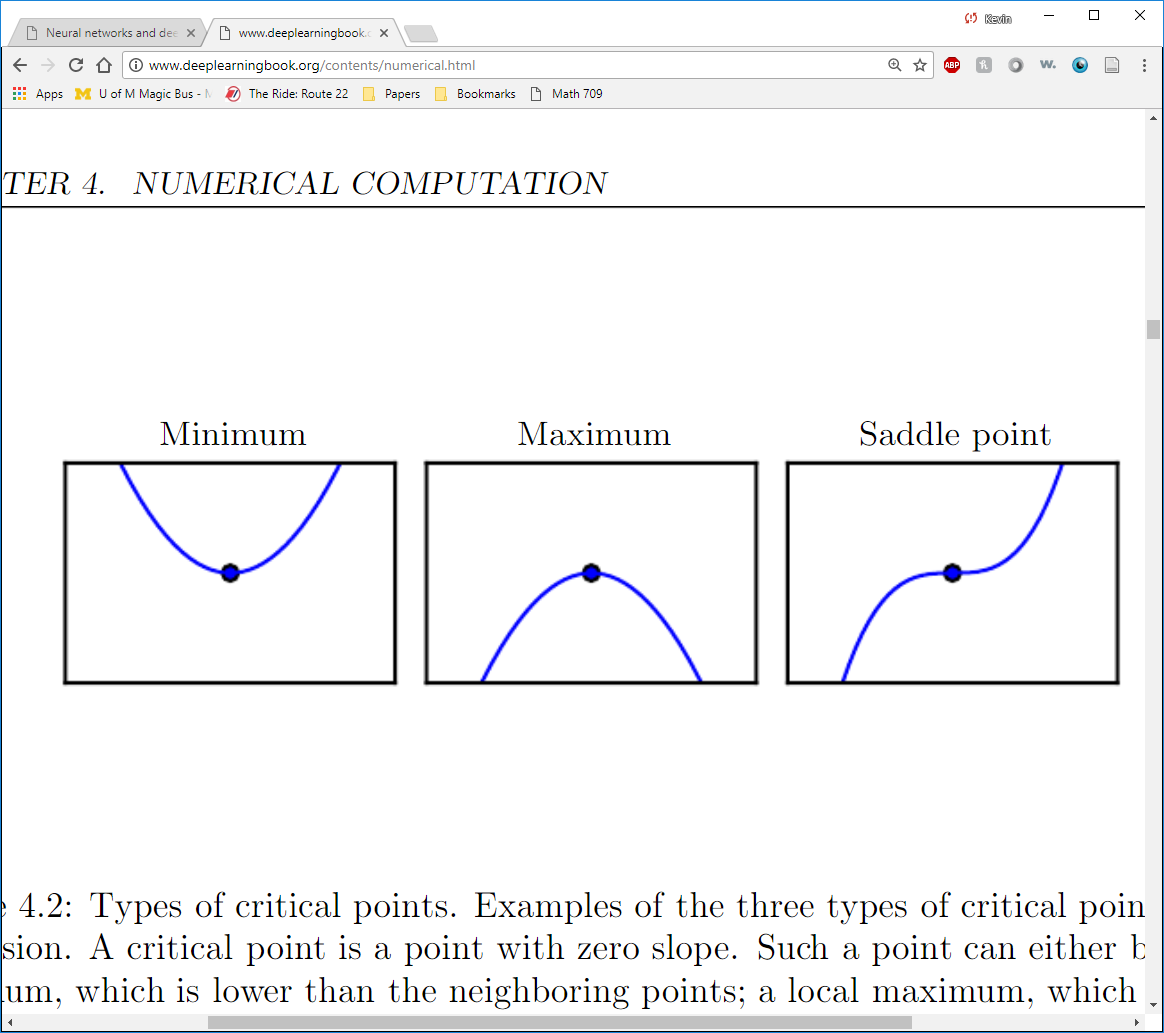 Kevin
Neural networks and dee
www.deeplearningbook.c
www.deeplearningbook.org/contents/numerical.html
ABP
w.
Apps U of M Magic Bus - The Ride: Route 22 Papers Bookmarks Math 709
TER 4. NUMERICAL COMPUTATION
Minimum Maximum Saddle point
e 4.2: Types of critical points. Examples of the three types of critical poin
sion. A critical point is a point with zero slope. Such a point can either b
um, which is lower than the neighboring points; a local maximum, which